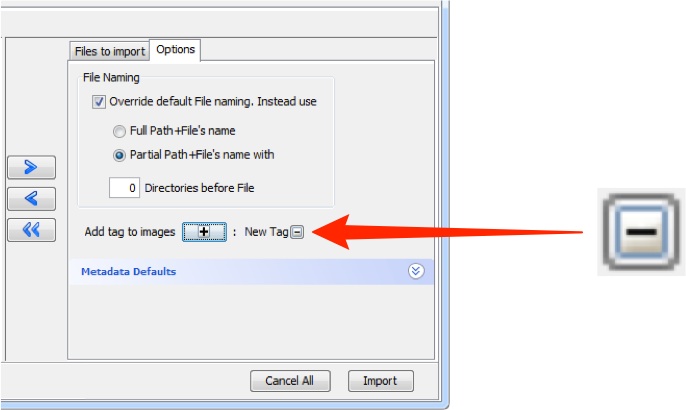 Files to import
Options
File Naming
Override default File naming. Instead use
Full Path+File's name
Partial Path+File's name with
0 Directories before File
Add tag to images + : New Tag
Metadata Defaults
Cancel All
Import